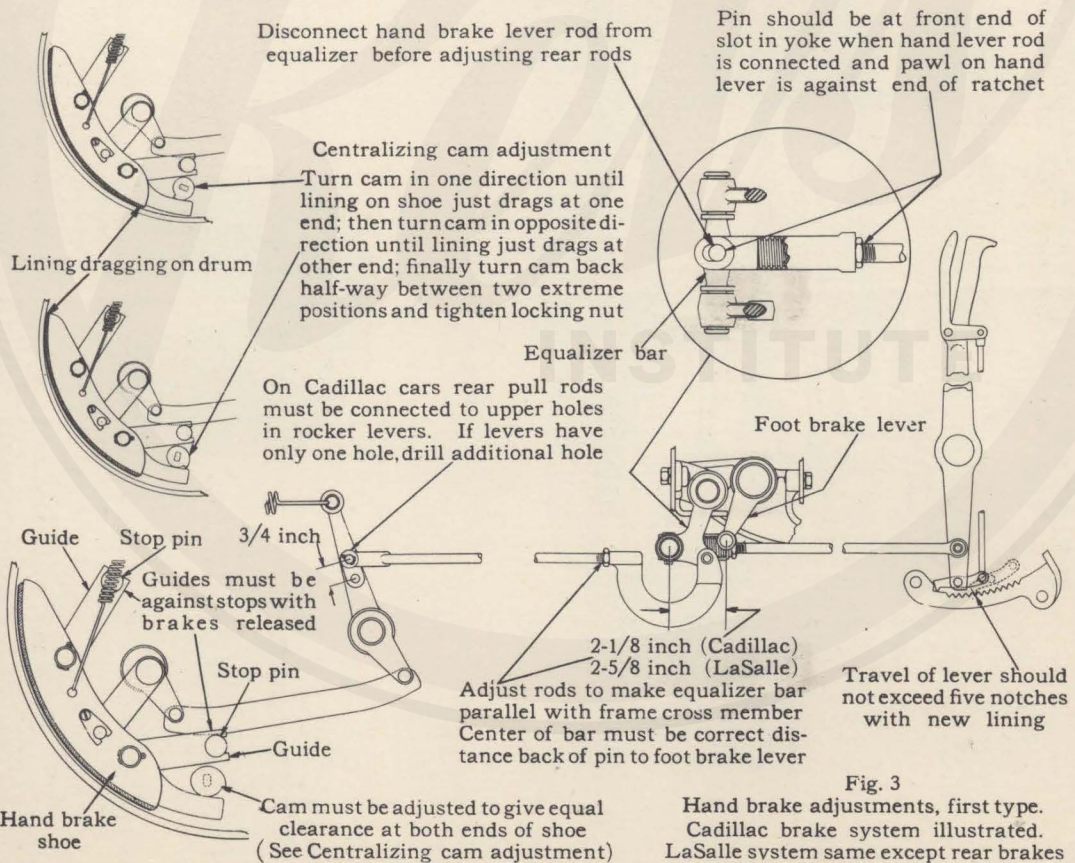 Disconnect hand brake lever rod from
equalizer before adjusting rear rods
Pin should be at front end of
slot in yoke when hand lever rod
is connected and pawl on hand
lever is against end of ratchet
Centralizing cam adjustment
Turn cam in one direction until
lining on shoe just drags at one
end; then turn cam in opposite di-
rection until lining just drags at
other end; finally turn cam back
half-way between two extreme
positions and tighten locking nut
Lining dragging on drum
INSTITUT
Equalizer bar
On Cadillac cars rear pull rods
must be connected to upper holes
in rocker levers. If levers have
only one hole, drill additional hole
Foot brake lever
Guide
Stop pin
3/4 inch
Guides must be
against stops with
brakes released
Stop pin
Guide
2-1/8 inch (Cadillac)
2-5/8 inch (LaSalle)
Adjust rods to make equalizer bar
parallel with frame cross member
Center of bar must be correct dis-
tance back of pin to foot brake lever
Travel of lever should
not exceed five notches
with new lining
Hand brake
shoe
Cam must be adjusted to give equal
clearance at both ends of shoe
(See Centralizing cam adjustment)
Fig. 3
Hand brake adjustments, first type.
Cadillac brake system illustrated.
LaSalle system same except rear brakes